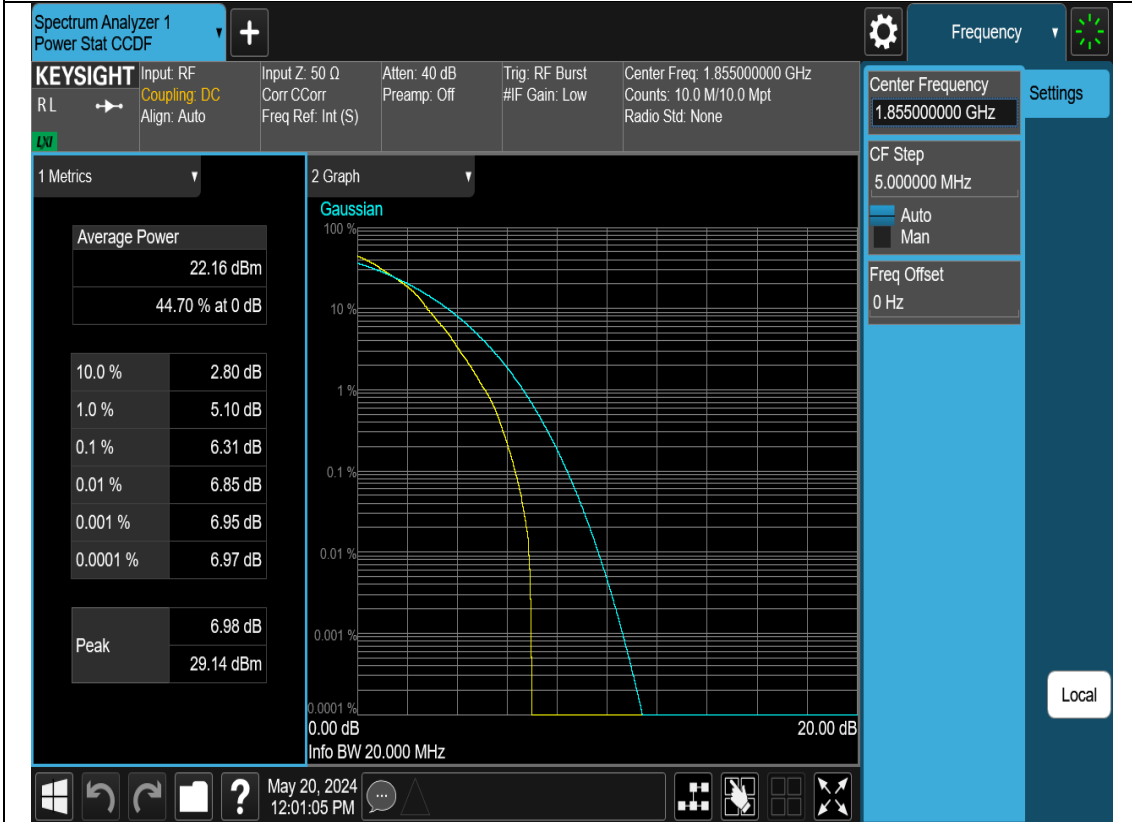 Spectrum Analyzer 1
Power Stat CCDF
+
Frequency
KEYSIGHT
RL
LXI
Input: RF
Coupling: DC
Align: Auto
Input Z: 50 Ω
Corr CCorr
Freq Ref: Int (S)
Atten: 40 dB
Preamp: Off
Trig: RF Burst
#IF Gain: Low
Center Freq: 1.855000000 GHz
Counts: 10.0 M/10.0 Mpt
Radio Std: None
1 Metrics
Average Power
22.16 dBm
44.70 % at 0 dB
10.0 % 2.80 dB
1.0 % 5.10 dB
0.1 % 6.31 dB
0.01 % 6.85 dB
0.001 % 6.95 dB
0.0001 % 6.97 dB
Peak
6.98 dB
29.14 dBm
2 Graph
Gaussian
100 %
10 %
1 %
0.1 %
0.01 %
0.001 %
0.0001 %
0.00 dB 20.00 dB
Info BW 20.000 MHz
Center Frequency
1.855000000 GHz
CF Step
5.000000 MHz
Auto
Man
Freq Offset
0 Hz
Settings
Local
?
May 20, 2024
12:01:05 PM